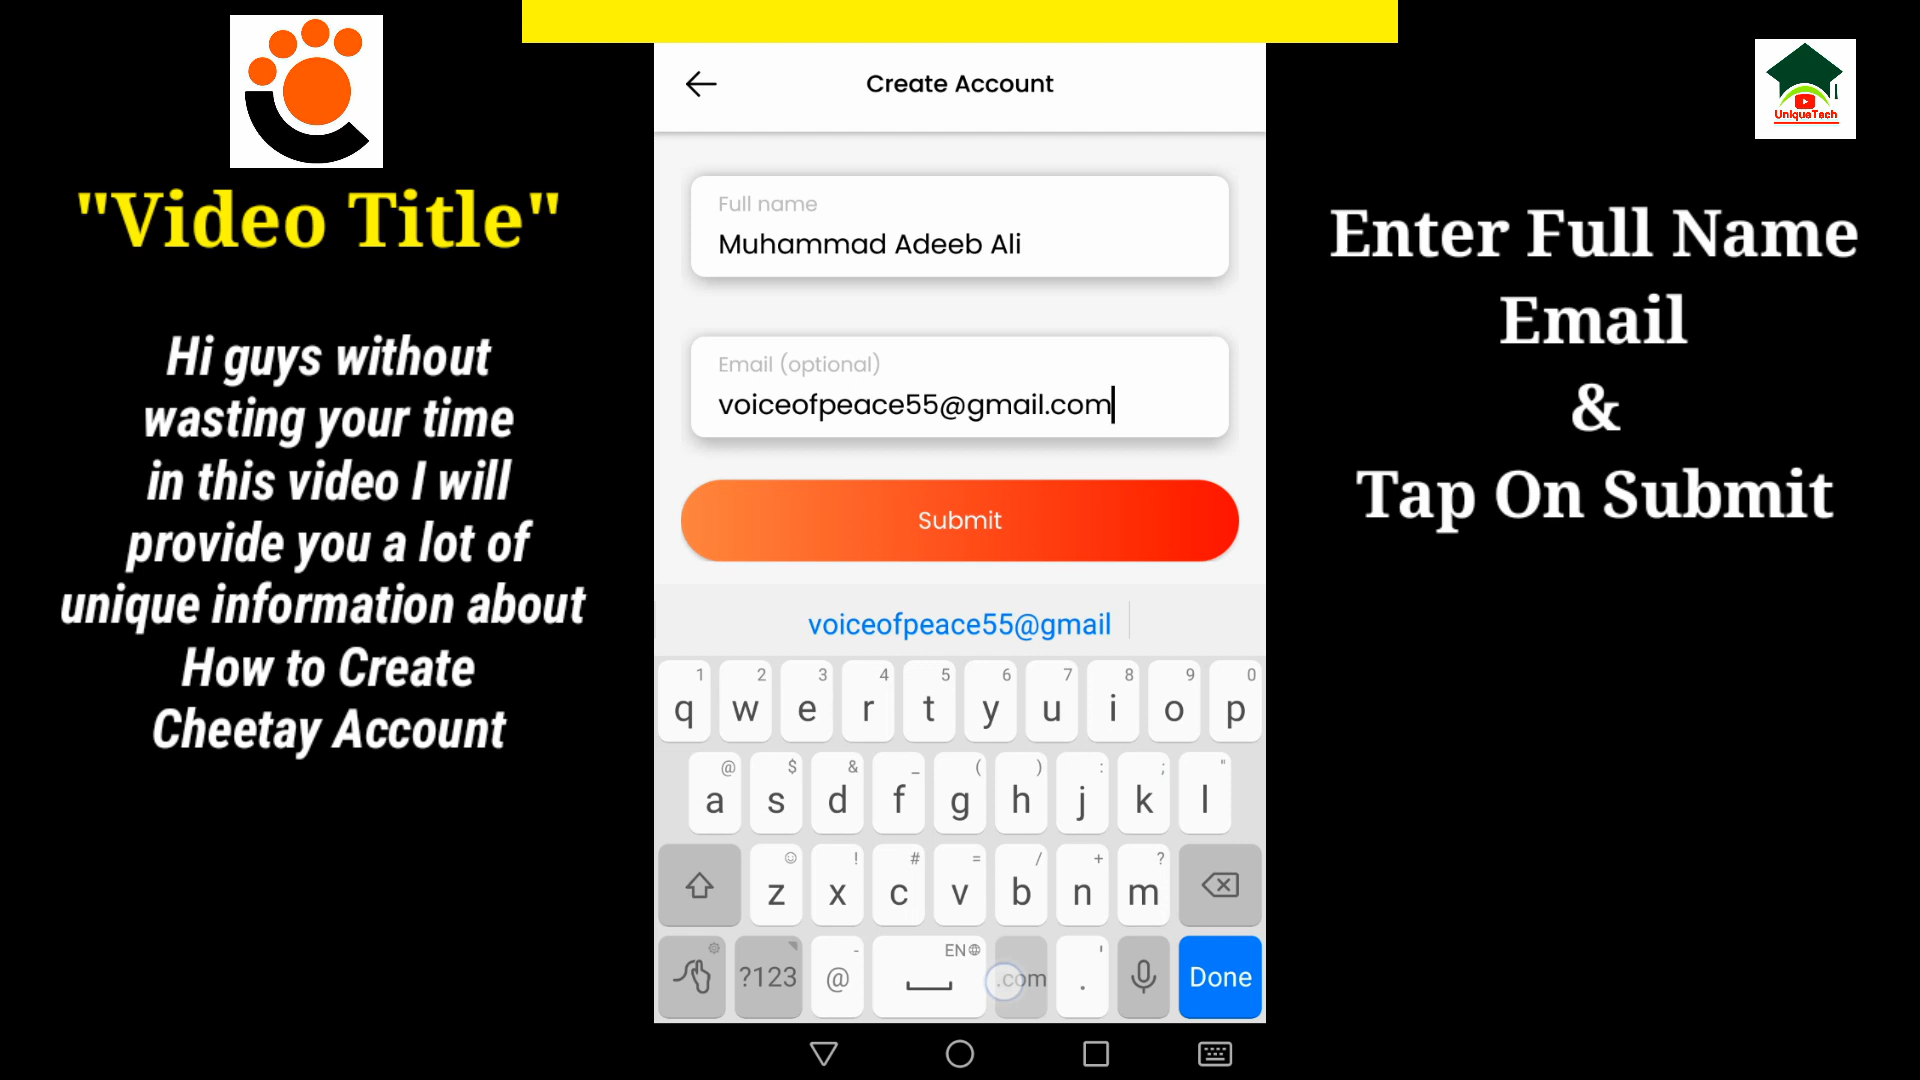 "Video Title"
Hi guys without
wasting your time
in this video I will
provide you a lot of
unique information about
How to Create
Cheetay Account
Create Account
Full name
Muhammad Adeeb Ali
Email (optional)
voiceofpeace55@gmail.com
Submit
voiceofpeace55@gmail
1 2 3 4 5 6 7 8 9 0
q w e r t y u i o p
@ $ & _ ( ) : ; "
a s d f g h j k l
! # = / + ?
z x c v b n m
- EN '
?123 @ .com . Done
UniqueTech
Enter Full Name
Email
&
Tap On Submit